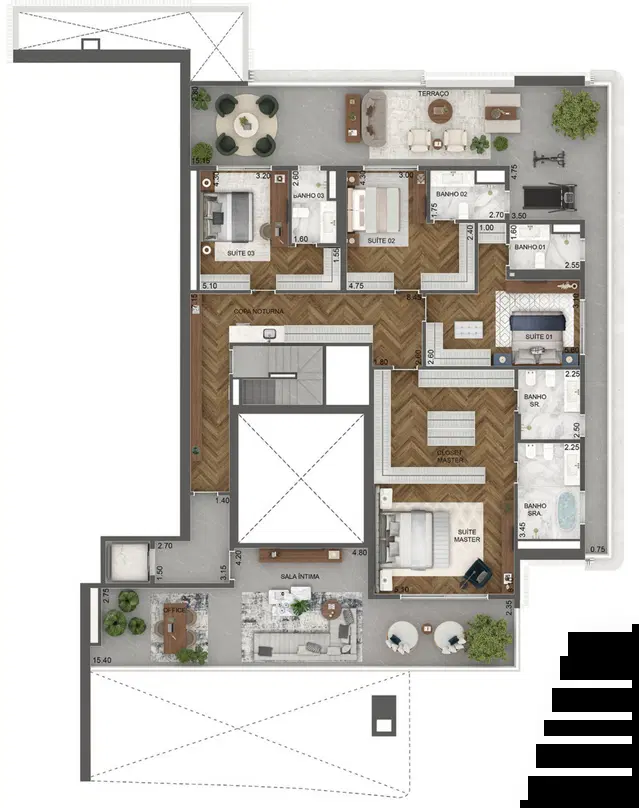 TERRAÇO
15.15
4.30
3.20
2.60
BANHO 03
1.60
4.30
3.00
BANHO 02
1.75
2.70
4.75
3.50
1.00
1.60
BANHO 01
2.55
SUÍTE 03
SUÍTE 02
2.40
1.55
5.10
4.75
COPA NOTURNA
SUÍTE 01
1.80
2.60
2.60
2.25
BANHO
SR.
2.50
CLOSET
MASTER
2.25
BANHO
SRA.
3.45
1.40
SUÍTE
MASTER
2.70
1.50
3.15
4.20
4.80
SALA ÍNTIMA
0.75
2.75
OFFICE
2.35
15.40